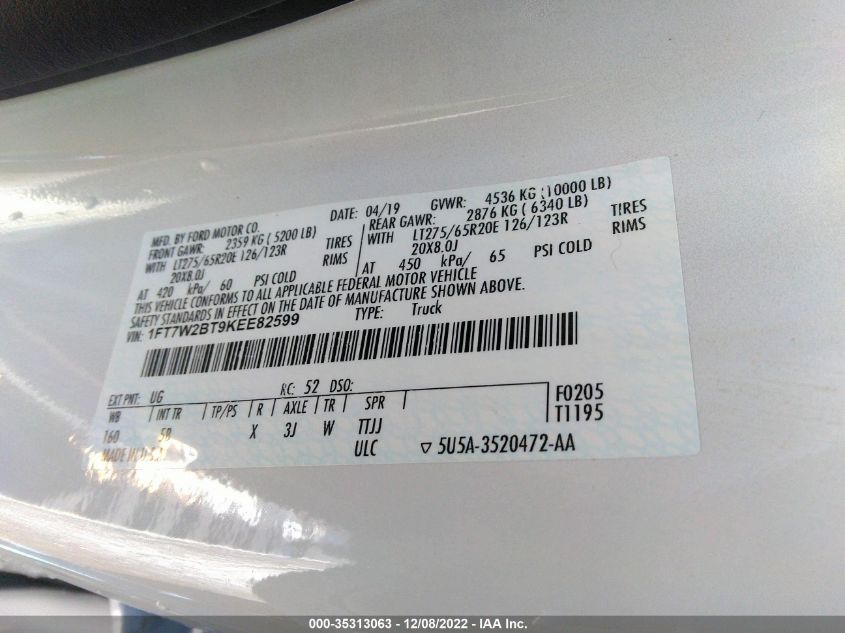 MFD. BY FORD MOTOR CO.
DATE: 04/19 GVWR: 4536 KG (10000 LB)
FRONT GAWR: 2359 KG ( 5200 LB)
REAR GAWR: 2876 KG ( 6340 LB)
WITH LT275/65R20E 126/123R TIRES
WITH LT275/65R20E 126/123R TIRES
20X8.0J RIMS
20X8.0J RIMS
AT 420 kPa/ 60 PSI COLD
AT 450 kPa/ 65 PSI COLD
THIS VEHICLE CONFORMS TO ALL APPLICABLE FEDERAL MOTOR VEHICLE
SAFETY STANDARDS IN EFFECT ON THE DATE OF MANUFACTURE SHOWN ABOVE.
VIN: 1FT7W2BT9KEE82599 TYPE: Truck
EXT PNT: UG RC: 52 DSO: F0205
WB INT TR TP/PS R AXLE TR SPR T1195
160 5B X 3J W TTJJ
MADE IN ULC 5U5A-3520472-AA
000-35313063 - 12/08/2022 - IAA Inc.